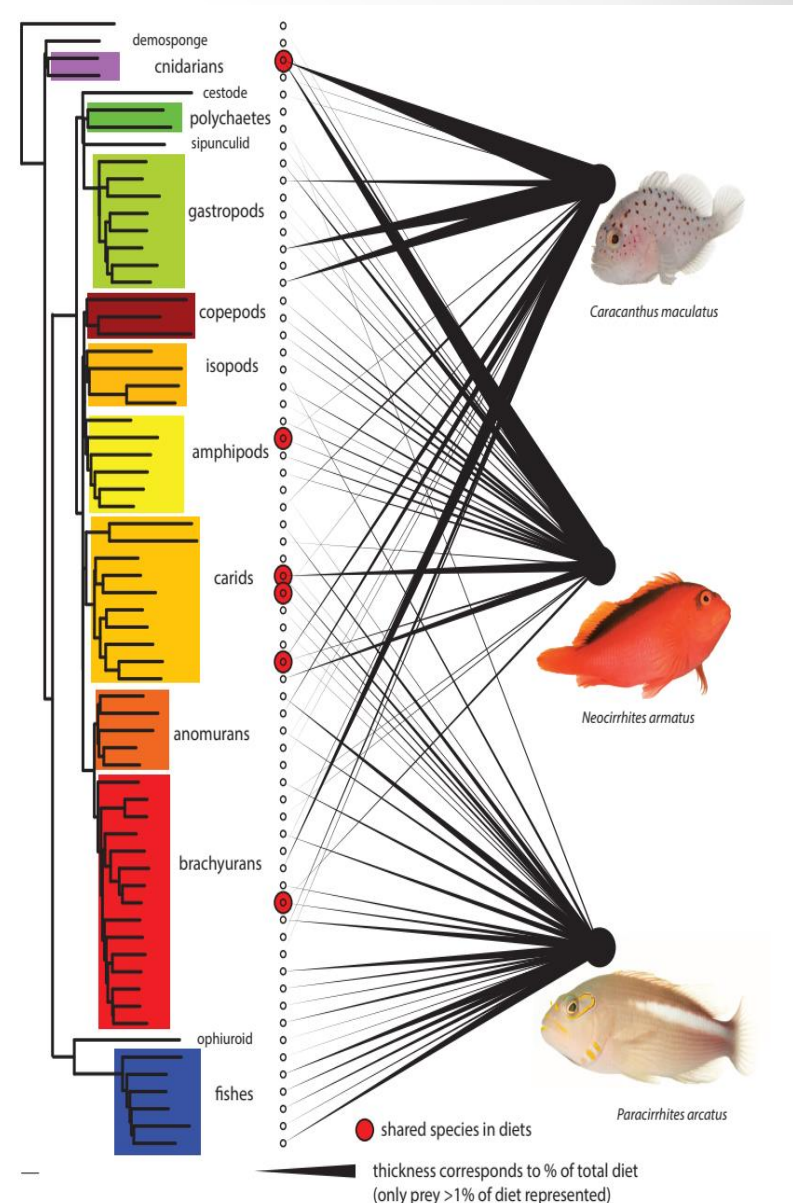 demosponge
cnidarians
cestode
polychaetes
sipunculid
gastropods
copepods
isopods
amphipods
carids
anomurans
brachyurans
ophiuroid
fishes
Caracanthus maculatus
Neocirrhites armatus
Paracirrhites arcatus
shared species in diets
thickness corresponds to % of total diet
(only prey >1% of diet represented)